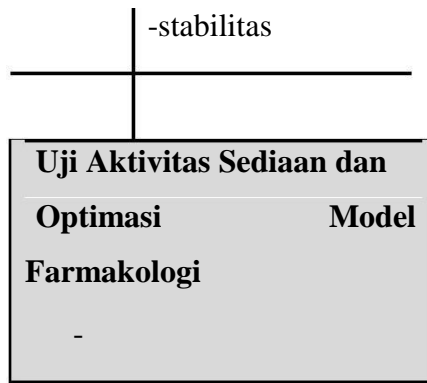 -stabilitas
Uji Aktivitas Sediaan dan
Optimasi Model
Farmakologi
-